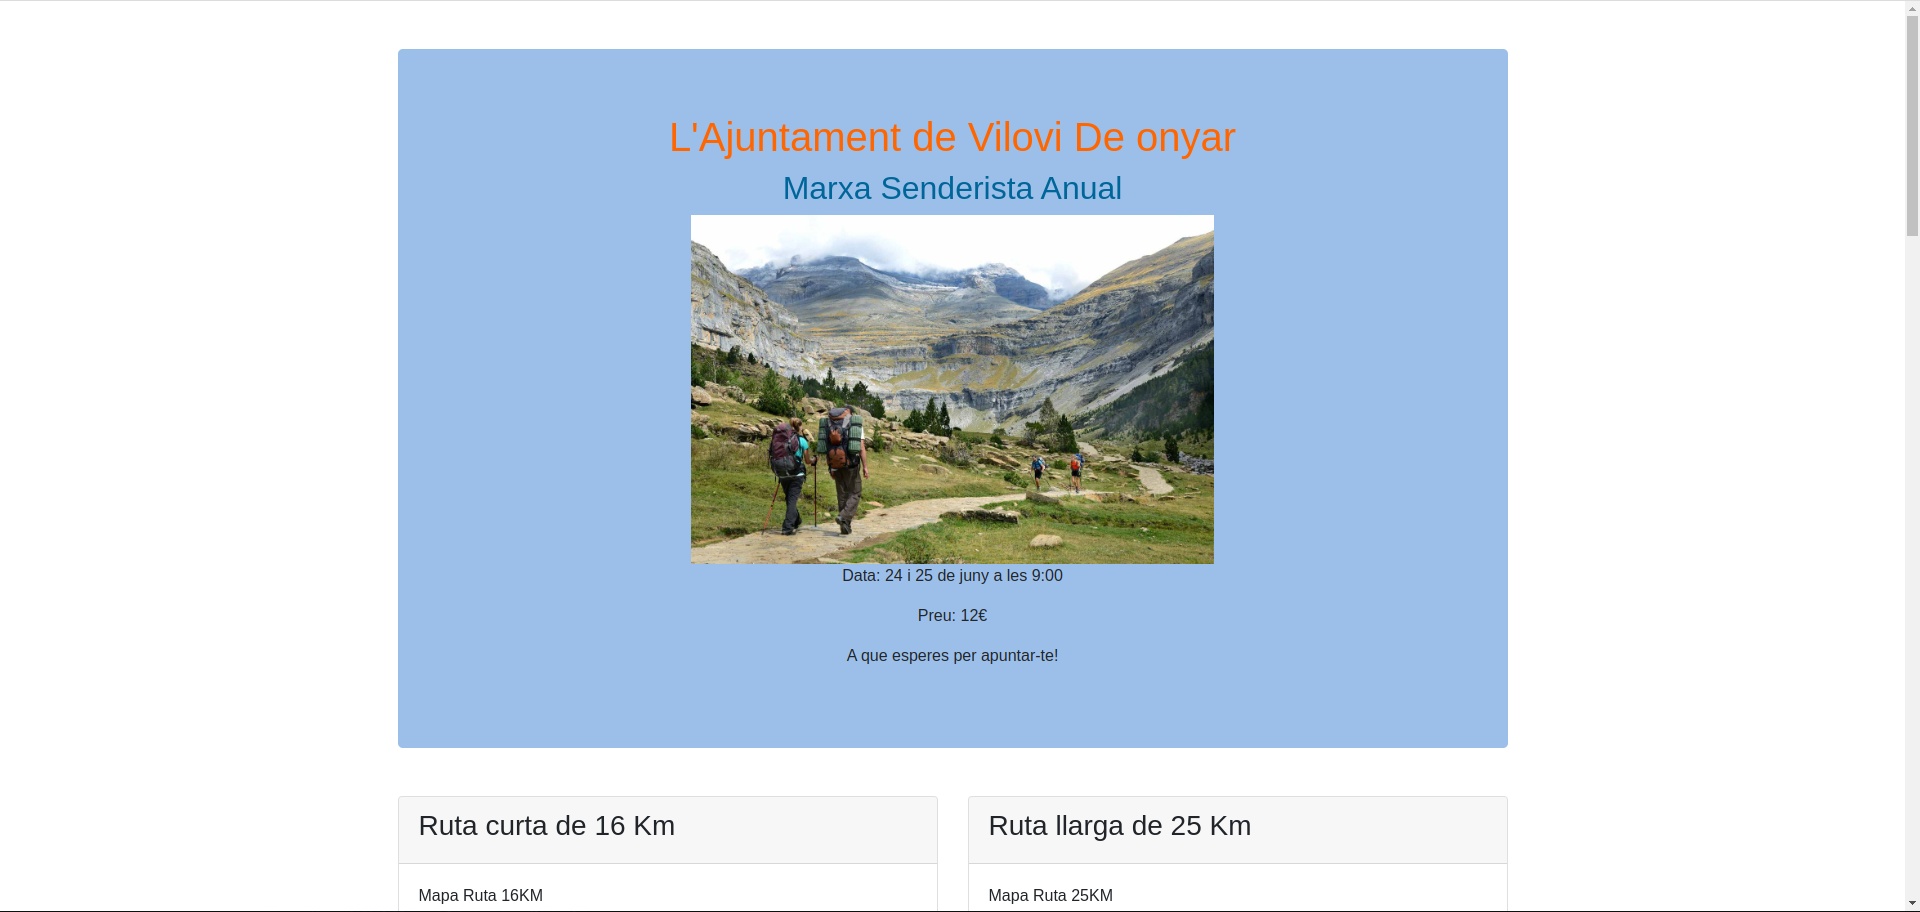 L'Ajuntament de Vilovi De onyar
Marxa Senderista Anual
Data: 24 i 25 de juny a les 9:00
Preu: 12€
A que esperes per apuntar-te!
Ruta curta de 16 Km
Ruta llarga de 25 Km
Mapa Ruta 16KM
Mapa Ruta 25KM